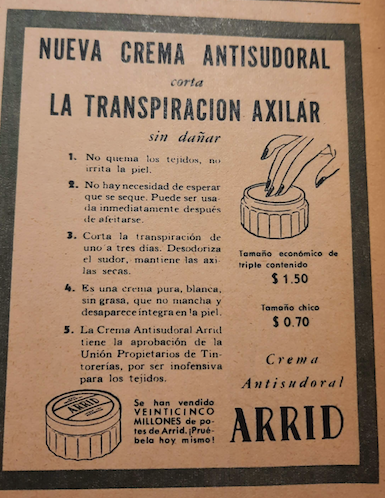 NUEVA CREMA ANTISUDORAL
corta
LA TRANSPIRACION AXILAR
sin dañar
1. No quema los tejidos, no
irrita la piel.
2. No hay necesidad de esperar
que se seque. Puede ser usa-
da inmediatamente después
de afeitarse.
3. Corta la transpiración de
uno a tres días. Desodoriza
el sudor, mantiene las axi-
las secas.
4. Es una crema pura, blanca,
sin grasa, que no mancha y
desaparece integra en la piel.
5. La Crema Antisudoral Arrid
tiene la aprobación de la
Unión Propietarios de Tin-
torerías, por ser inofensiva
para los tejidos.
Tamaño económico de
triple contenido
$ 1.50
Tamaño chico
$ 0.70
Crema
Antisudoral
ARRID
ARRID
Se han vendido
VEINTICINCO
MILLONES de po-
tes de Arrid. ¡Prué-
bela hoy mismo!